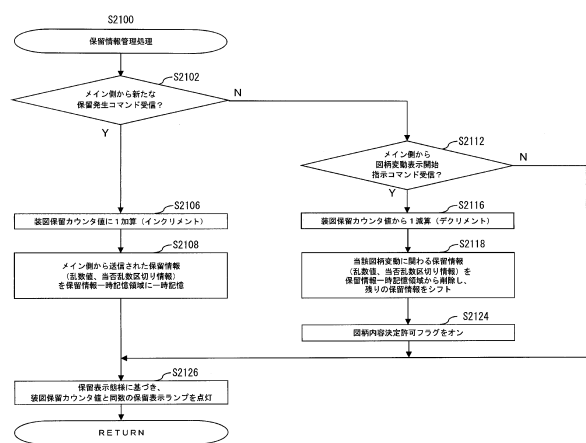 S2100
保留情報管理処理
S2102
メイン側から新たな
保留発生コマンド受信？
N
Y
S2112
メイン側から
図柄変動表示開始
指示コマンド受信？
N
Y
S2106
装図保留カウンタ値に１加算（インクリメント）
S2108
メイン側から送信された保留情報
（乱数値、当否乱数区切り情報）
を保留情報一時記憶領域に一時記憶
S2116
装図保留カウンタ値から１減算（デクリメント）
S2118
当該図柄変動に関わる保留情報
（乱数値、当否乱数区切り情報）を
保留情報一時記憶領域から削除し、
残りの保留情報をシフト
S2124
図柄内容決定許可フラグをオン
S2126
保留表示態様に基づき、
装図保留カウンタ値と同数の保留表示ランプを点灯
RETURN